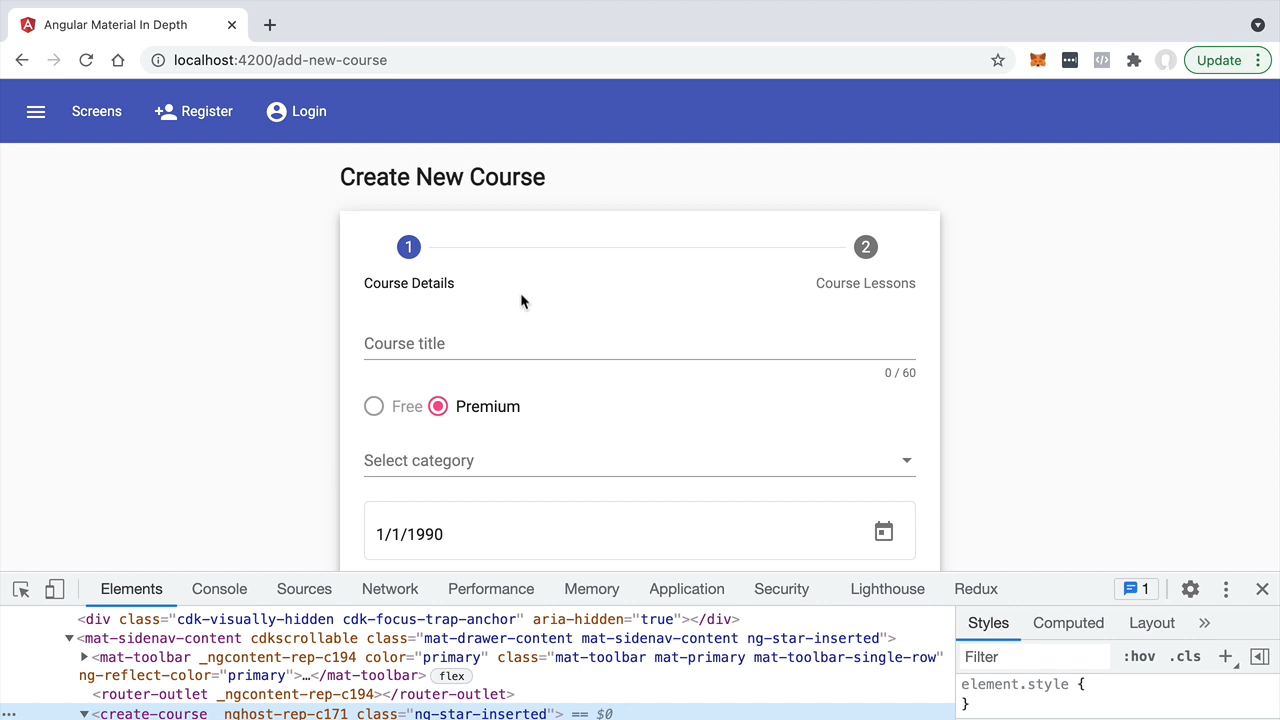 Angular Material In Depth
localhost:4200/add-new-course
Update
Screens
Register
Login
Create New Course
1
2
Course Details
Course Lessons
Course title
0 / 60
Free
Premium
Select category
1/1/1990
Elements
Console
Sources
Network
Performance
Memory
Application
Security
Lighthouse
Redux
1
<div class="cdk-visually-hidden cdk-focus-trap-anchor" aria-hidden="true"></div>
▼<mat-sidenav-content cdkscrollable class="mat-drawer-content mat-sidenav-content ng-star-inserted">
▶<mat-toolbar _ngcontent-rep-c194 color="primary" class="mat-toolbar mat-primary mat-toolbar-single-row"
ng-reflect-color="primary">…</mat-toolbar> flex
<router-outlet _ngcontent-rep-c194></router-outlet>
▼<create-course _nghost-rep-c171 class="ng-star-inserted"> == $0
Styles
Computed
Layout
»
Filter
:hov
.cls
+
element.style {
}